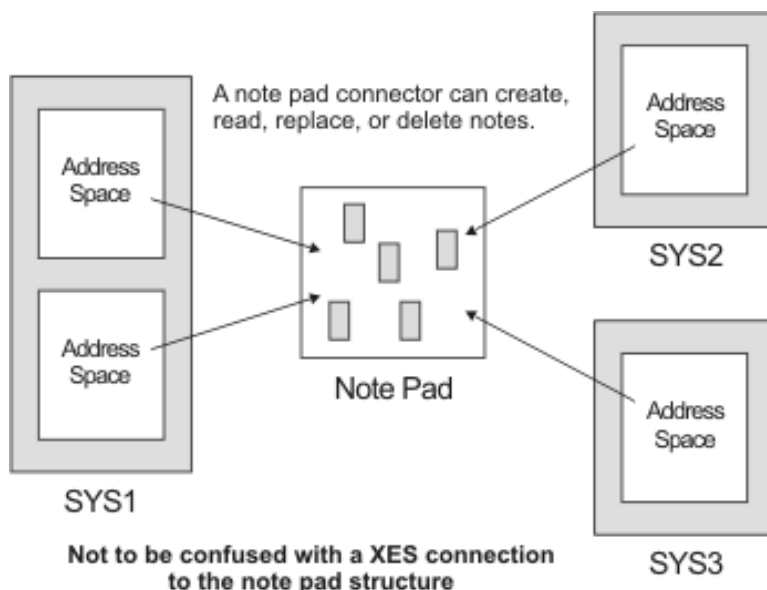 A note pad connector can create,
read, replace, or delete notes.
Address
Space
Address
Space
SYS1
Note Pad
Address
Space
SYS2
Address
Space
SYS3
Not to be confused with a XES connection
to the note pad structure